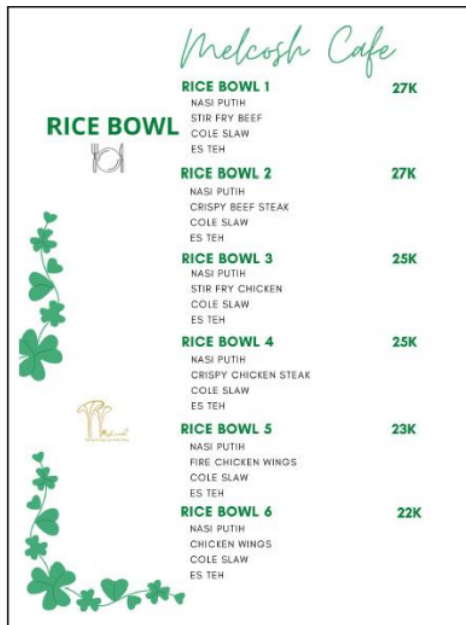 Melcosh Cafe
RICE BOWL
RICE BOWL 1 27K
NASI PUTIH
STIR FRY BEEF
COLE SLAW
ES TEH
RICE BOWL 2 27K
NASI PUTIH
CRISPY BEEF STEAK
COLE SLAW
ES TEH
RICE BOWL 3 25K
NASI PUTIH
STIR FRY CHICKEN
COLE SLAW
ES TEH
RICE BOWL 4 25K
NASI PUTIH
CRISPY CHICKEN STEAK
COLE SLAW
ES TEH
RICE BOWL 5 23K
NASI PUTIH
FIRE CHICKEN WINGS
COLE SLAW
ES TEH
RICE BOWL 6 22K
NASI PUTIH
CHICKEN WINGS
COLE SLAW
ES TEH